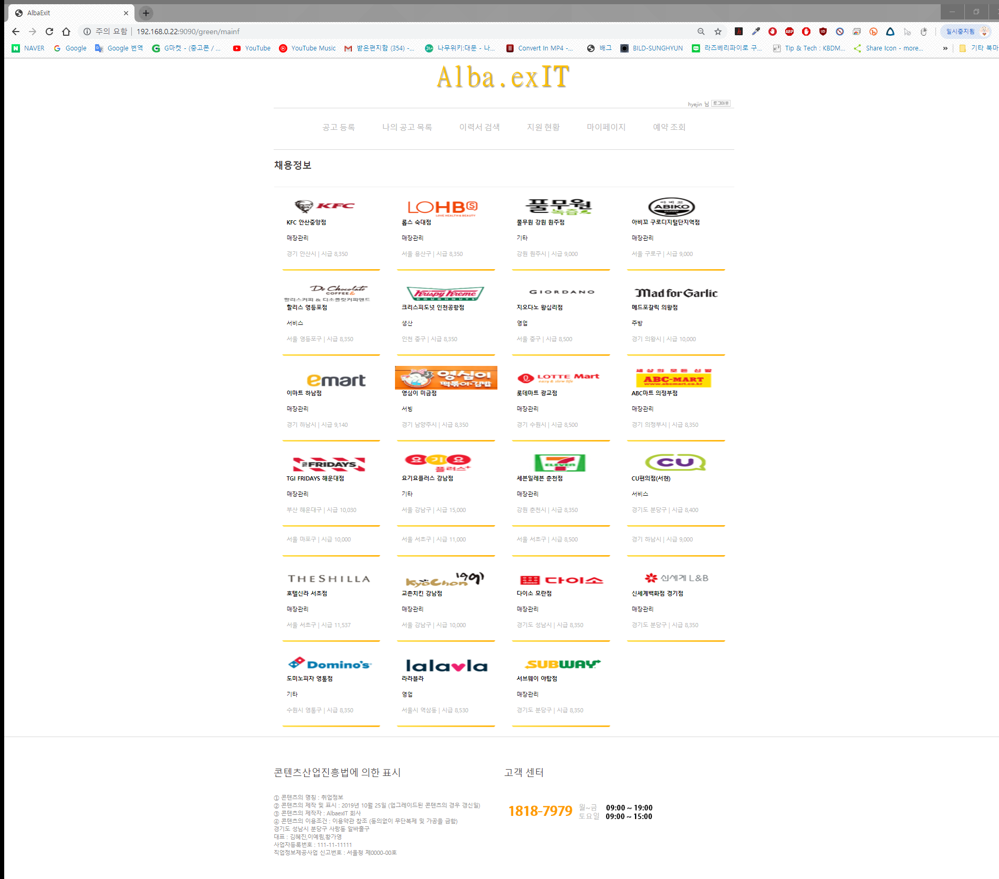 AlbaExit
주의 요함 | 192.168.0.22:9090/green/mainf
일시중지됨
NAVER Google Google 번역 G마켓 - (중고폰 / ... YouTube YouTube Music 받은편지함 (354) -... 나무위키:대문 - 나... Convert In MP4 -... 배그 BILD-SUNGHYUN 라즈베리파이로 구... Tip & Tech : KBDM... Share Icon - more... » 기타 북마
Alba.exIT
hyejin 님 로그아웃
공고 등록 나의 공고 목록 이력서 검색 지원 현황 마이페이지 예약 조회
채용정보
KFC LOHBS 풀무원 아비꼬
LOVE HEALTH & BEAUTY 녹즙 ABIKO
CURRY
KFC 안산중앙점 롭스 숙대점 풀무원 강원 원주점 아비꼬 구로디지털단지역점
매장관리 매장관리 기타 매장관리
경기 안산시 | 시급 8,350 서울 용산구 | 시급 8,350 강원 원주시 | 시급 9,000 서울 구로구 | 시급 9,000
De Chocolate Krispy Kreme GIORDANO Mad for Garlic
COFFEE & DOUGHNUTS
할리스커피 & 디초콜릿커피앤드
할리스 영등포점 크리스피도넛 인천공항점 지오다노 왕십리점 메드포갈릭 의왕점
서비스 생산 영업 주방
서울 영등포구 | 시급 8,350 인천 중구 | 시급 8,350 서울 중구 | 시급 8,500 경기 의왕시 | 시급 10,000
emart 영심이 LOTTE Mart 세상의 모든 신발
떡볶이·김밥 easy & slow life ABC-MART
www.abcmart.co.kr
이마트 하남점 영심이 미금점 롯데마트 광교점 ABC마트 의정부점
매장관리 서빙 매장관리 매장관리
경기 하남시 | 시급 9,140 경기 남양주시 | 시급 8,350 경기 수원시 | 시급 8,500 경기 의정부시 | 시급 8,350
TGI FRIDAYS 요기요 7 CU
플러스+ ELEVEN
TGI FRIDAYS 해운대점 요기요플러스 강남점 세븐일레븐 춘천점 CU편의점(서현)
매장관리 기타 매장관리 서비스
부산 해운대구 | 시급 10,030 서울 강남구 | 시급 15,000 강원 춘천시 | 시급 8,350 경기도 분당구 | 시급 8,400
서울 마포구 | 시급 10,000 서울 서초구 | 시급 11,000 서울 서초구 | 시급 8,500 경기 하남시 | 시급 9,000
THE SHILLA KyoChon 1991 다이소 신세계 L&B
호텔신라 서초점 교촌치킨 강남점 다이소 모란점 신세계백화점 경기점
매장관리 매장관리 매장관리 매장관리
서울 서초구 | 시급 11,537 서울 강남구 | 시급 10,000 경기도 성남시 | 시급 8,350 경기도 분당구 | 시급 8,350
Domino's lalavla SUBWAY
도미노피자 영통점 라라블라 서브웨이 야탑점
기타 영업 매장관리
수원시 영통구 | 시급 8,350 서울시 역삼동 | 시급 8,530 경기도 분당구 | 시급 8,350
콘텐츠산업진흥법에 의한 표시
① 콘텐츠의 명칭 : 취업정보
② 콘텐츠의 제작 및 표시 : 2019년 10월 25일 (업그레이드된 콘텐츠의 경우 갱신일)
③ 콘텐츠의 제작자 : AlbaexIT 회사
④ 콘텐츠의 이용조건 : 이용약관 참조 (동의없이 무단복제 및 가공을 금함)
경기도 성남시 분당구 사랑동 알바출구
대표 : 김혜진,이예림,황가영
사업자등록번호 : 111-11-11111
직업정보제공사업 신고번호 : 서울청 제0000-00호
고객 센터
1818-7979 월~금 09:00 ~ 19:00
토요일 09:00 ~ 15:00